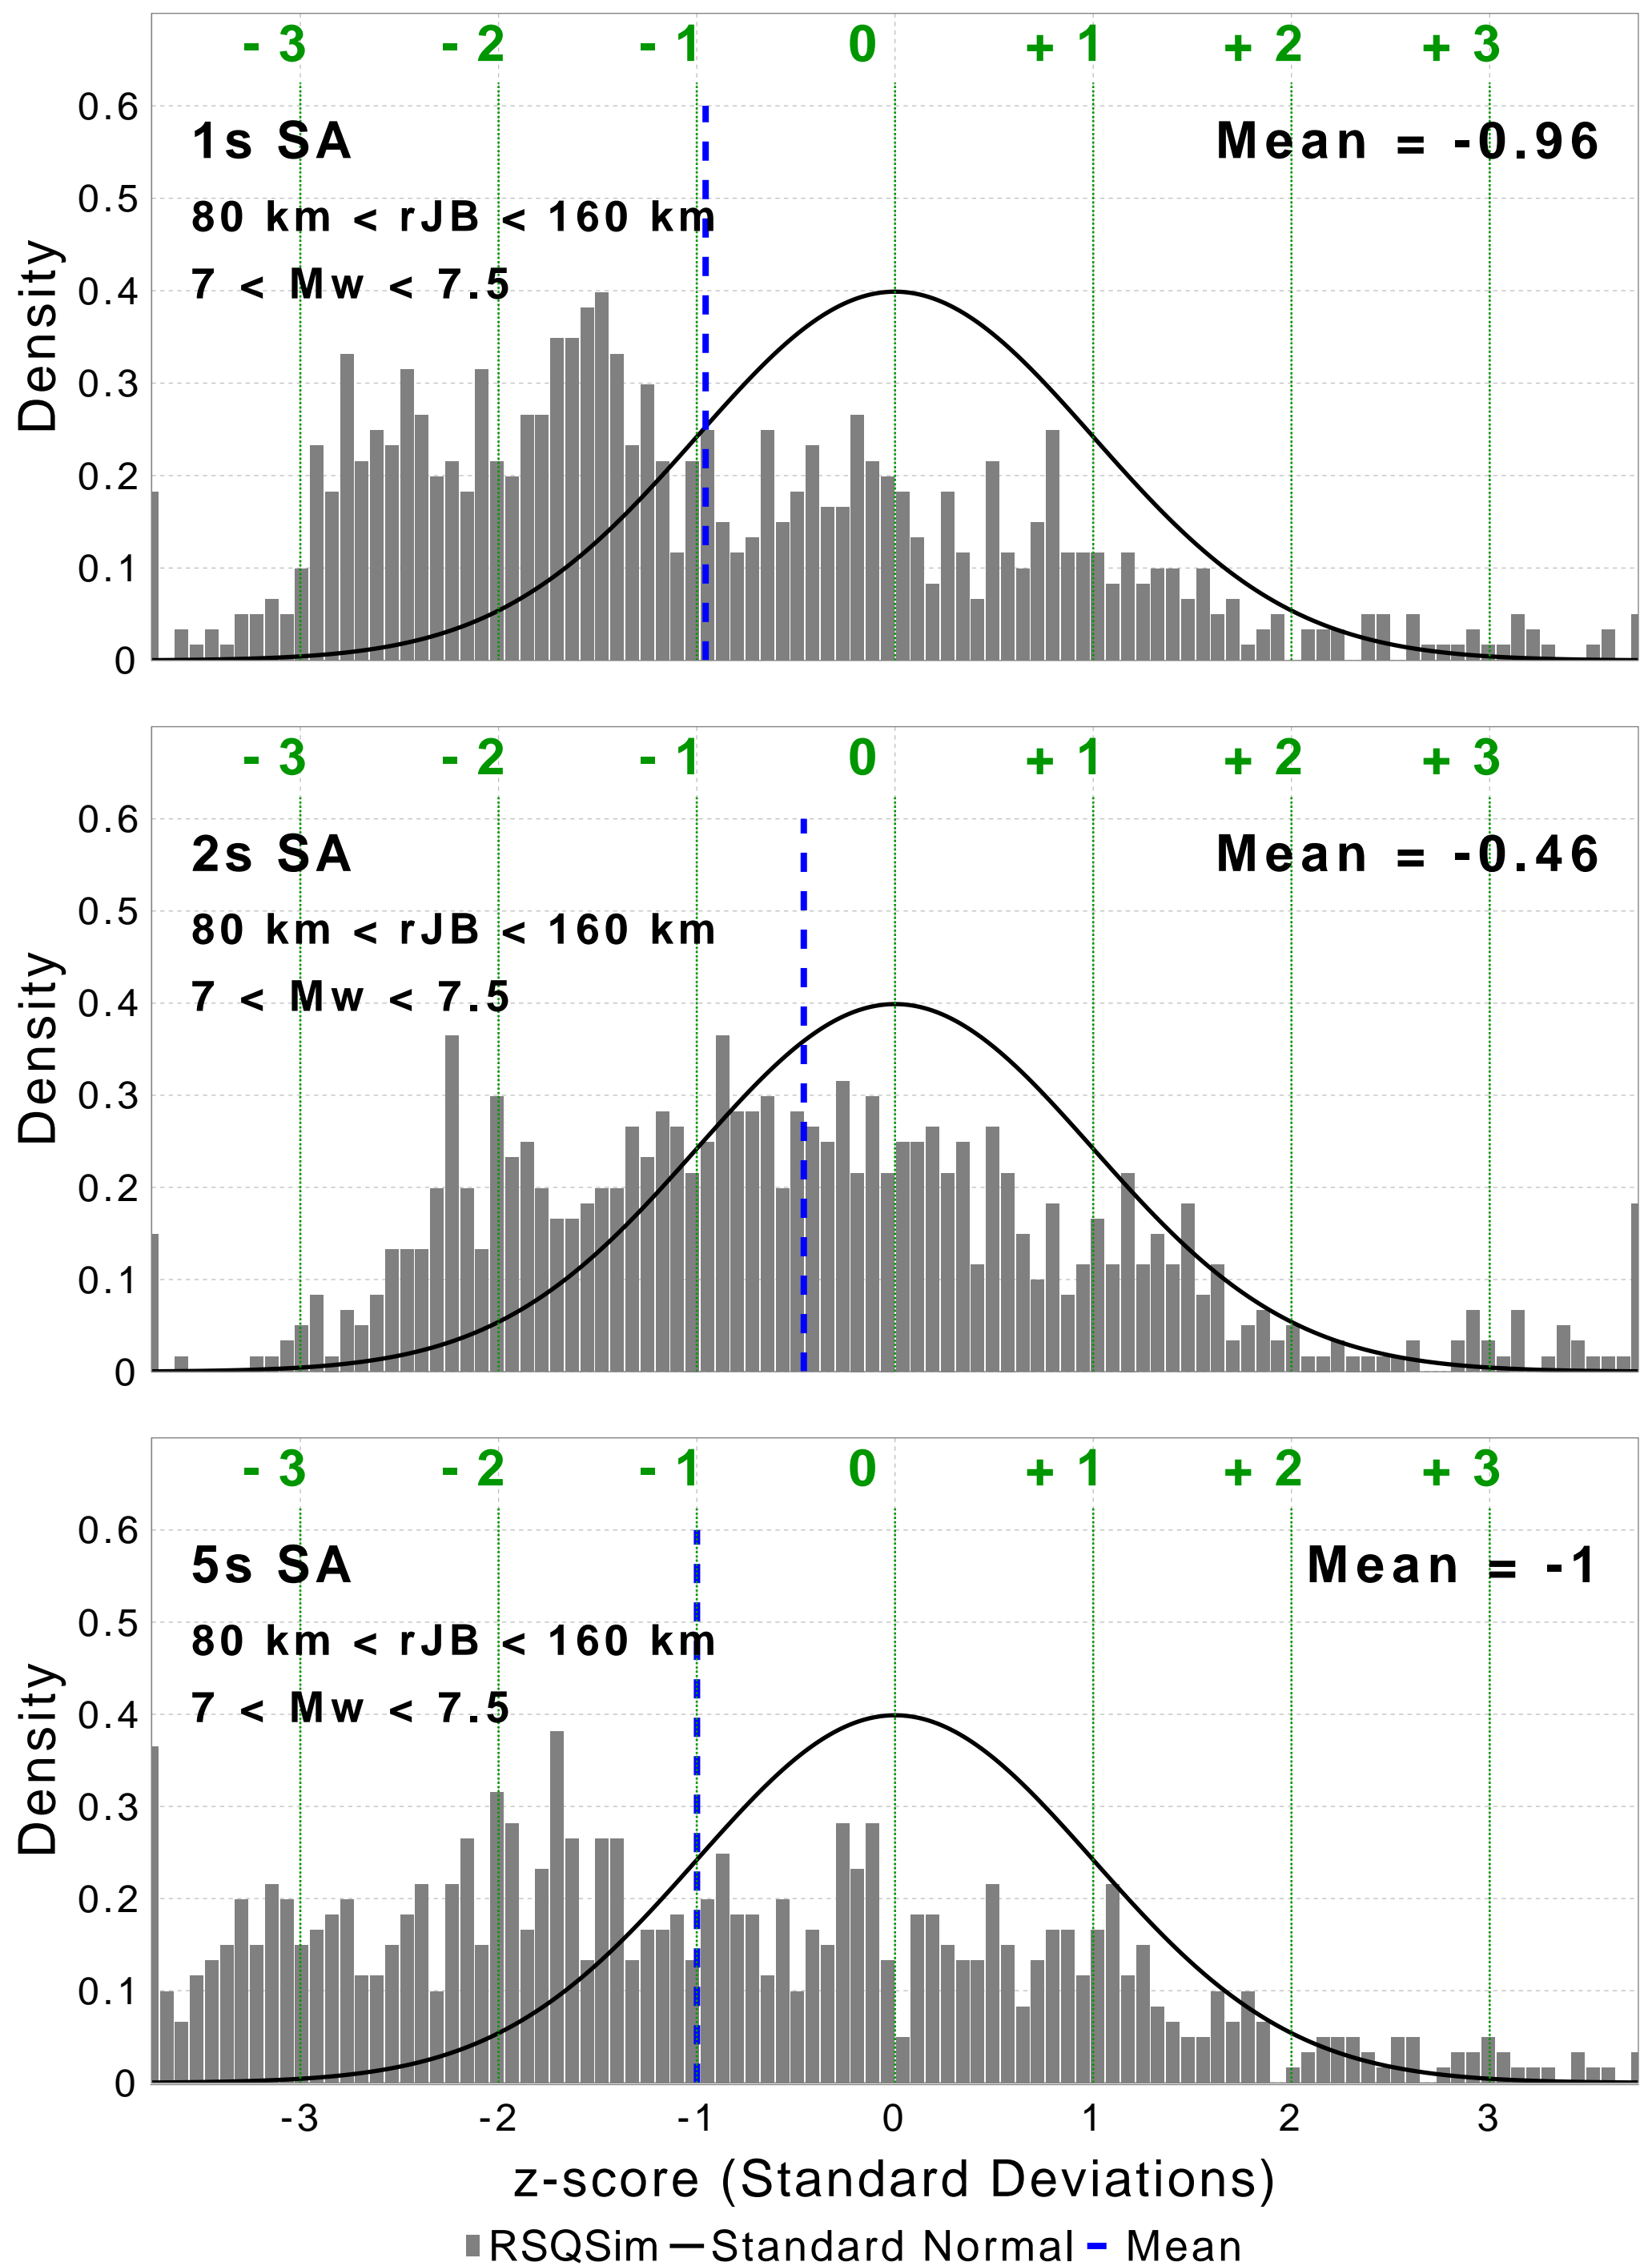 - 3 - 2 - 1 0 + 1 + 2 + 3
0.6
1s SA Mean = -0.96
0.5
80 km < rJB < 160 km
7 < Mw < 7.5
0.4
Density
0.3
0.2
0.1
0
- 3 - 2 - 1 0 + 1 + 2 + 3
0.6
2s SA Mean = -0.46
0.5
80 km < rJB < 160 km
7 < Mw < 7.5
0.4
Density
0.3
0.2
0.1
0
- 3 - 2 - 1 0 + 1 + 2 + 3
0.6
5s SA Mean = -1
0.5
80 km < rJB < 160 km
7 < Mw < 7.5
0.4
Density
0.3
0.2
0.1
0
-3 -2 -1 0 1 2 3
z-score (Standard Deviations)
RSQSim Standard Normal Mean